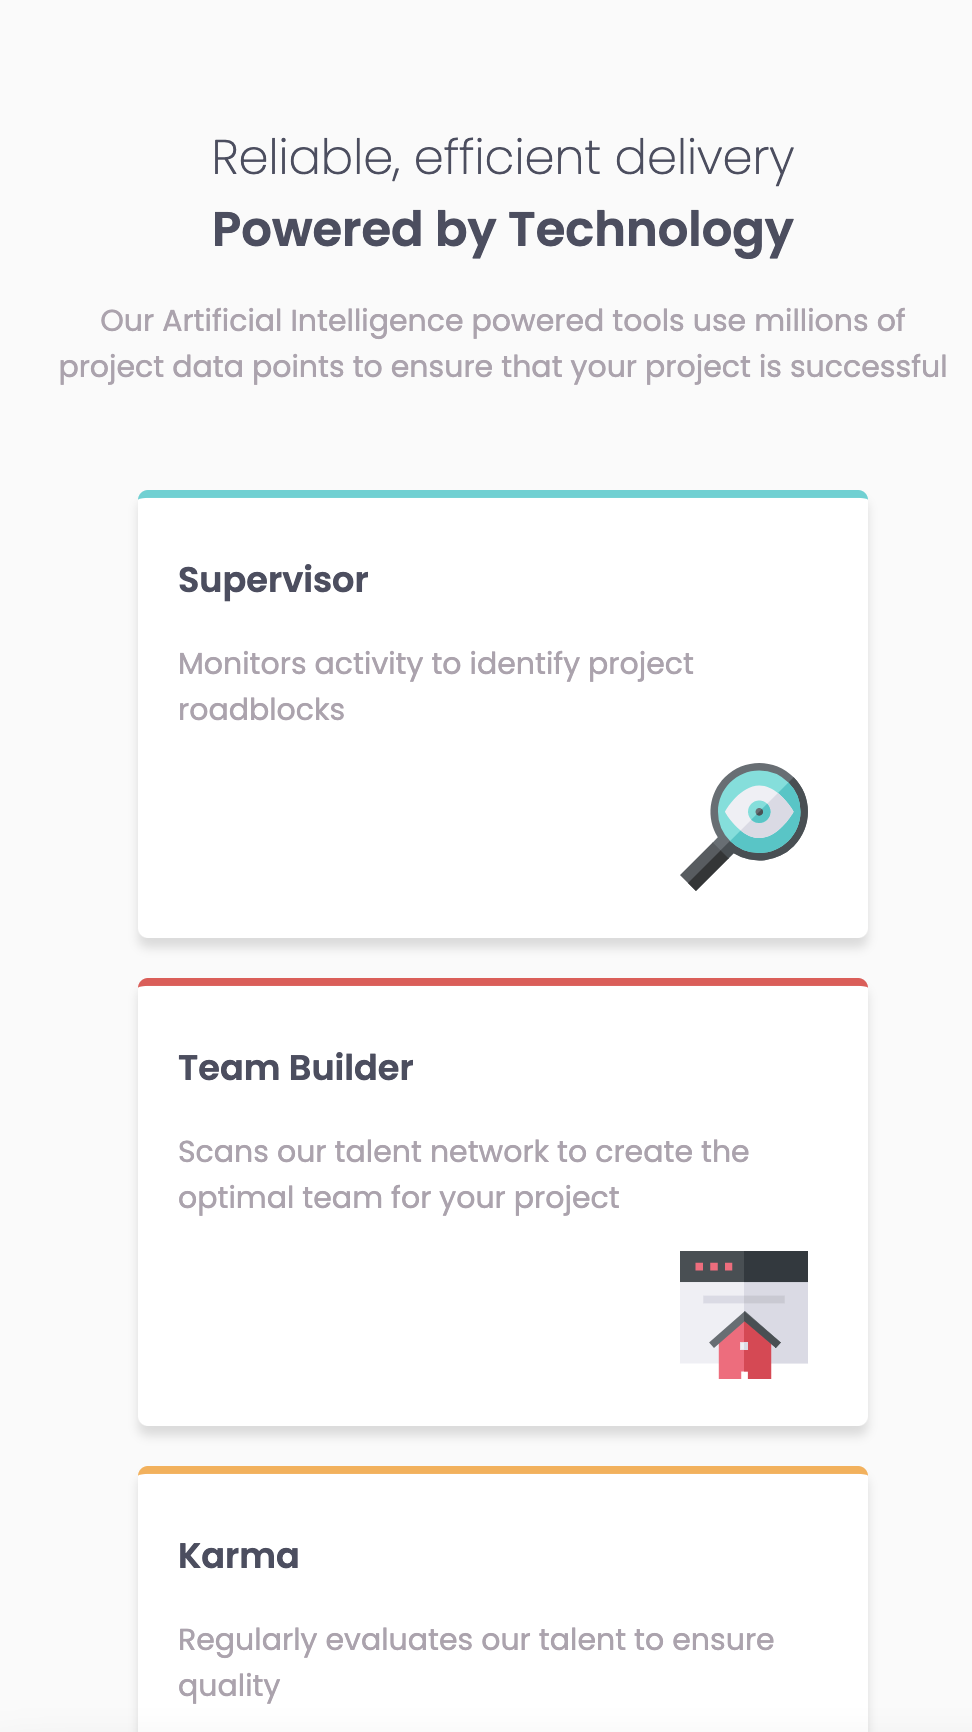 Reliable, efficient delivery
Powered by Technology
Our Artificial Intelligence powered tools use millions of
project data points to ensure that your project is successful
Supervisor
Monitors activity to identify project
roadblocks
Team Builder
Scans our talent network to create the
optimal team for your project
Karma
Regularly evaluates our talent to ensure
quality